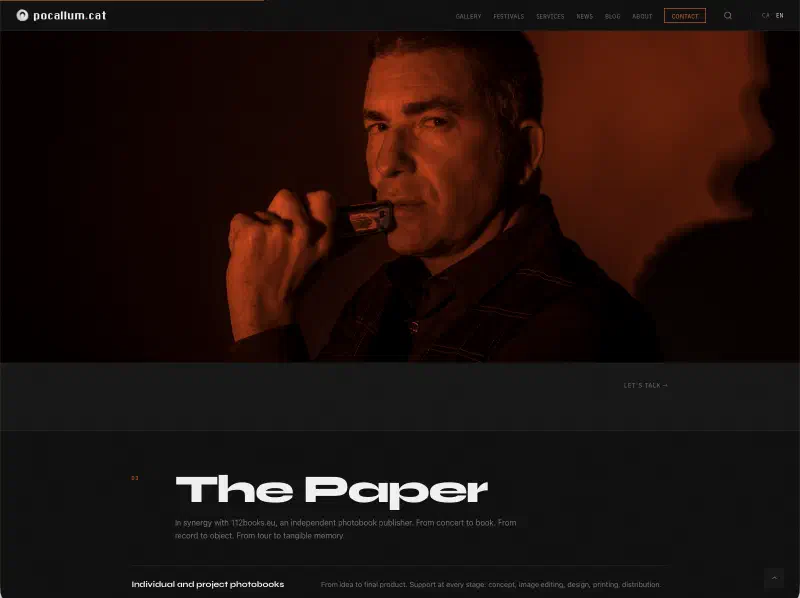 pocallum.cat
GALLERY FESTIVALS SERVICES NEWS BLOG ABOUT CONTACT CA EN
LET'S TALK →
03
The Paper
In synergy with 112books.eu, an independent photobook publisher. From concert to book. From
record to object. From tour to tangible memory.
Individual and project photobooks
From idea to final product. Support at every stage: concept, image editing, design, printing, distribution.